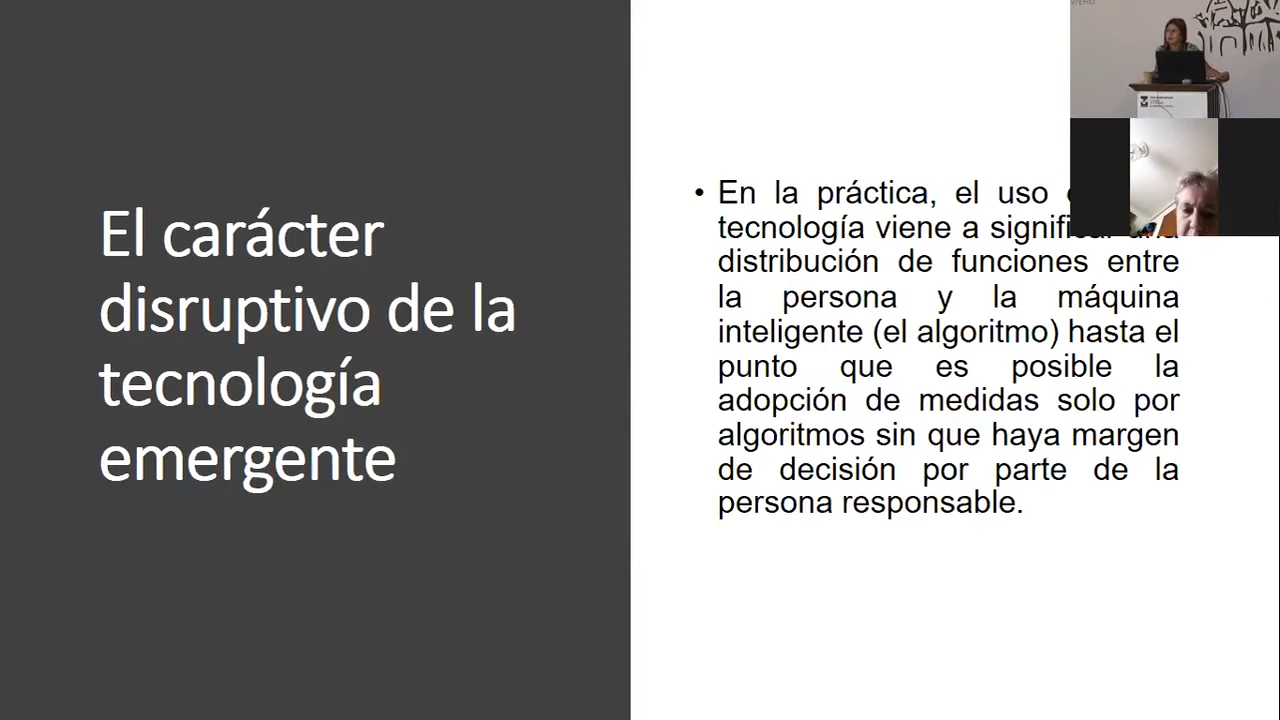 El carácter
disruptivo de la
tecnología
emergente
• En la práctica, el uso
tecnología viene a significar una
distribución de funciones entre
la persona y la máquina
inteligente (el algoritmo) hasta el
punto que es posible la
adopción de medidas solo por
algoritmos sin que haya margen
de decisión por parte de la
persona responsable.